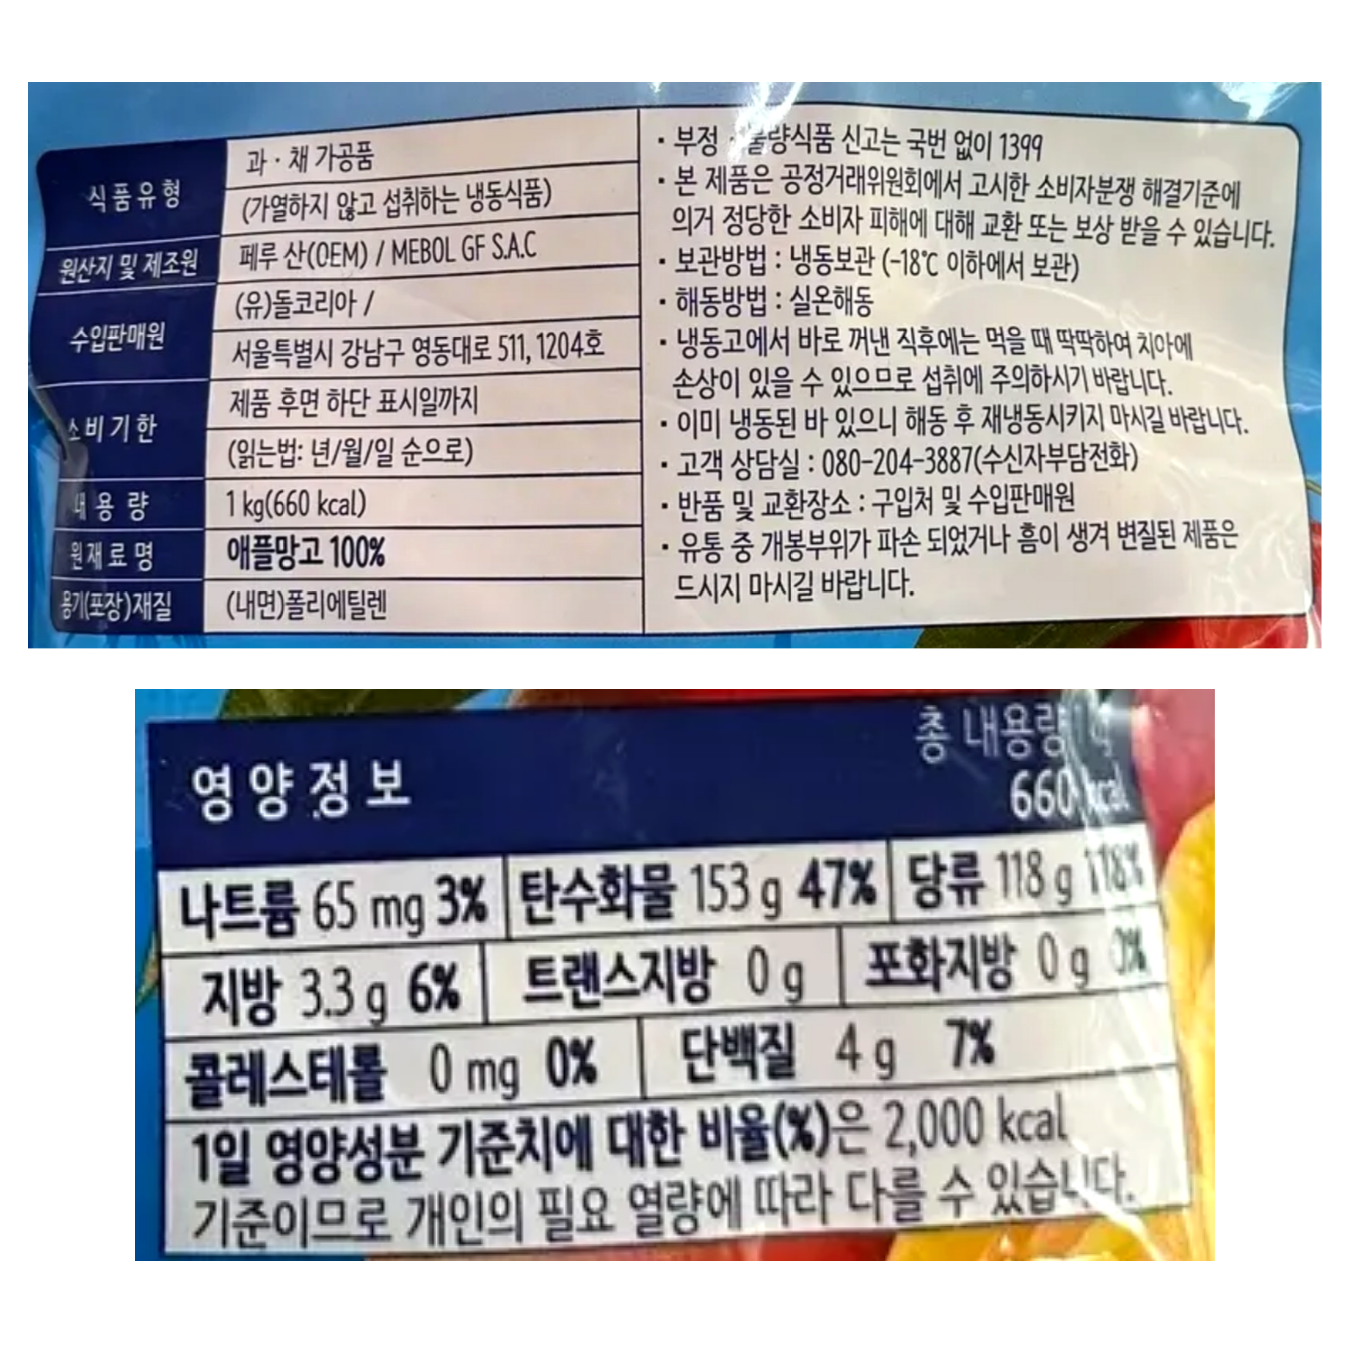 식품유형
과·채 가공품
(가열하지 않고 섭취하는 냉동식품)
원산지 및 제조원
페루 산(OEM) / MEBOL GF S.A.C
수입판매원
(유)돌코리아 /
서울특별시 강남구 영동대로 511, 1204호
소비기한
제품 후면 하단 표시일까지
(읽는법: 년/월/일 순으로)
내용량
1 kg(660 kcal)
원재료명
애플망고 100%
용기(포장)재질
(내면)폴리에틸렌
· 부정 불량식품 신고는 국번 없이 1399
· 본 제품은 공정거래위원회에서 고시한 소비자분쟁 해결기준에
의거 정당한 소비자 피해에 대해 교환 또는 보상 받을 수 있습니다.
· 보관방법 : 냉동보관 (-18℃ 이하에서 보관)
· 해동방법 : 실온해동
· 냉동고에서 바로 꺼낸 직후에는 먹을 때 딱딱하여 치아에
손상이 있을 수 있으므로 섭취에 주의하시기 바랍니다.
· 이미 냉동된 바 있으니 해동 후 재냉동시키지 마시길 바랍니다.
· 고객 상담실 : 080-204-3887(수신자부담전화)
· 반품 및 교환장소 : 구입처 및 수입판매원
· 유통 중 개봉부위가 파손 되었거나 흠이 생겨 변질된 제품은
드시지 마시길 바랍니다.
영양정보
총 내용량
660 kcal
나트륨 65 mg 3% 탄수화물 153 g 47% 당류 118 g 118%
지방 3.3 g 6% 트랜스지방 0 g 포화지방 0 g 0%
콜레스테롤 0 mg 0% 단백질 4 g 7%
1일 영양성분 기준치에 대한 비율(%)은 2,000 kcal
기준이므로 개인의 필요 열량에 따라 다를 수 있습니다.